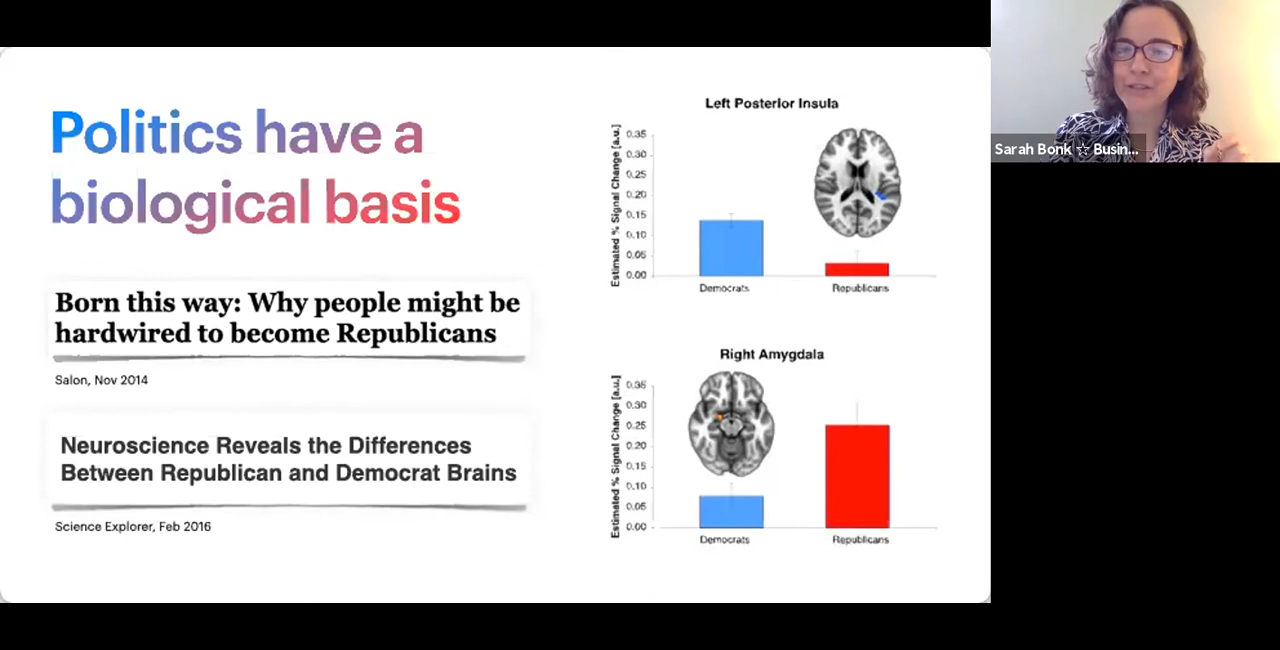 Politics have a
biological basis
Born this way: Why people might be
hardwired to become Republicans
Salon, Nov 2014
Neuroscience Reveals the Differences
Between Republican and Democrat Brains
Science Explorer, Feb 2016
Left Posterior Insula
Estimated % Signal Change [a.u.]
0.35
0.30
0.25
0.20
0.15
0.10
0.05
0.00
Democrats
Republicans
Right Amygdala
Estimated % Signal Change [a.u.]
0.35
0.30
0.25
0.20
0.15
0.10
0.05
0.00
Democrats
Republicans
Sarah Bonk ☆ Busin...